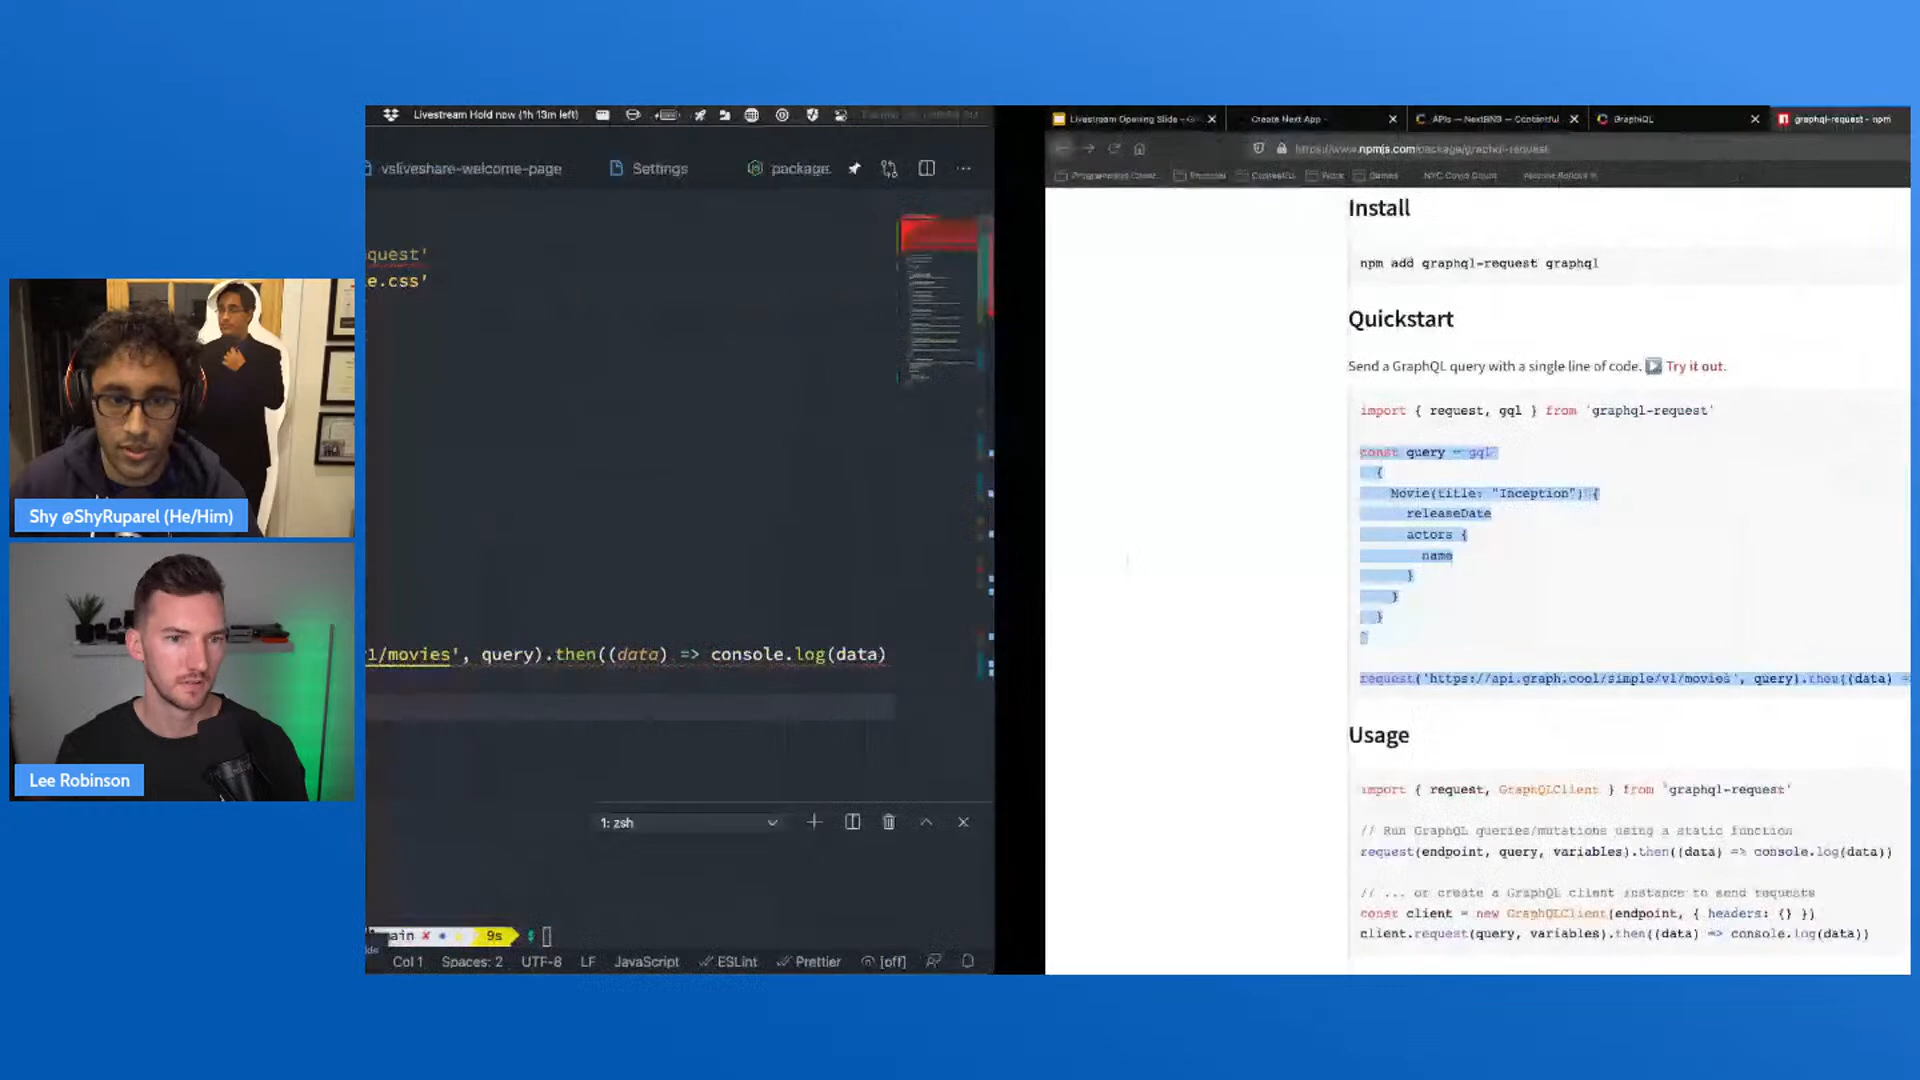 Livestream Hold now (1h 13m left)
vsliveshare-welcome-page
Settings
package.
quest'
e.css'
v1/movies', query).then((data) => console.log(data)
1: zsh
main
9s
Col 1
Spaces: 2
UTF-8
LF
JavaScript
ESLint
Prettier
[off]
Livestream Opening Slide
Create Next App
APIs — NextBNB — Contentful
GraphiQL
graphql-request - npm
https://www.npmjs.com/package/graphql-request
NYC Covid Count
Install
npm add graphql-request graphql
Quickstart
Send a GraphQL query with a single line of code. Try it out.
import { request, gql } from 'graphql-request'
const query = gql`
{
Movie(title: "Inception") {
releaseDate
actors {
name
}
}
}
`
request('https://api.graph.cool/simple/v1/movies', query).then((data) =
Usage
import { request, GraphQLClient } from 'graphql-request'
// Run GraphQL queries/mutations using a static function
request(endpoint, query, variables).then((data) => console.log(data))
// ... or create a GraphQL client instance to send requests
const client = new GraphQLClient(endpoint, { headers: {} })
client.request(query, variables).then((data) => console.log(data))
Shy @ShyRuparel (He/Him)
Lee Robinson